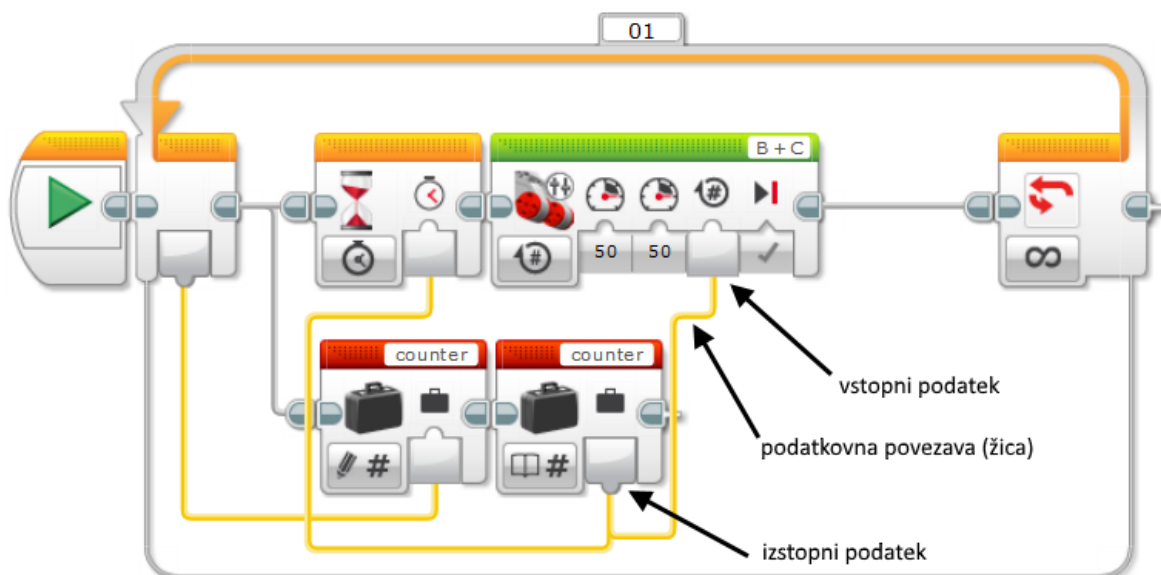 01
B + C
#
#
50
50
counter
counter
#
#
vstopni podatek
podatkovna povezava (žica)
izstopni podatek